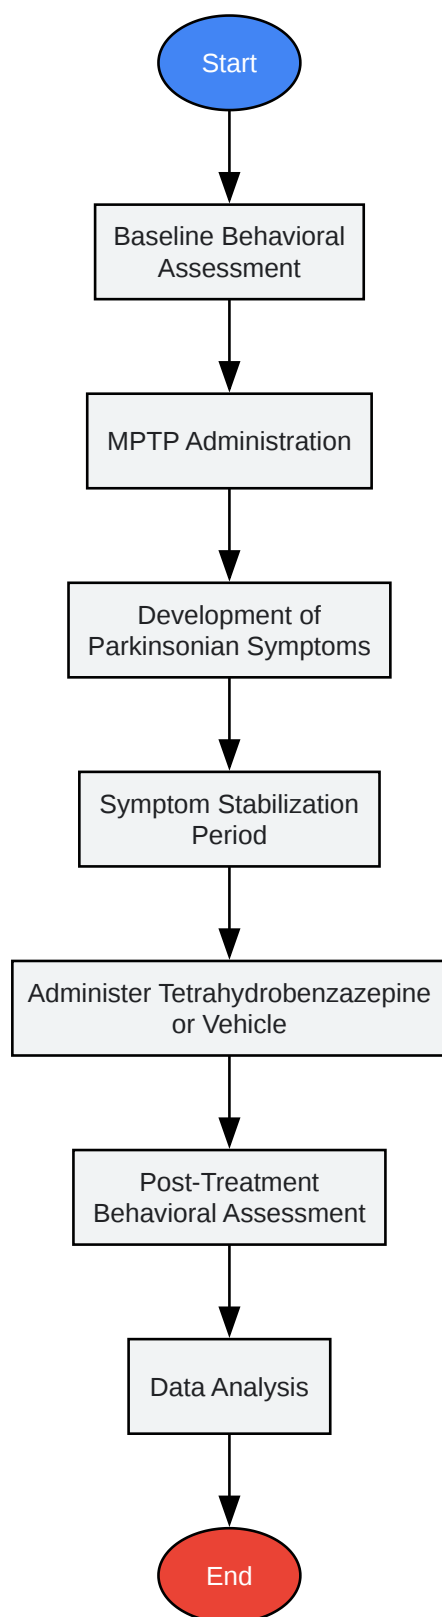 Start
Baseline Behavioral
Assessment
MPTP Administration
Development of
Parkinsonian Symptoms
Symptom Stabilization
Period
Administer Tetrahydrobenzazepine
or Vehicle
Post-Treatment
Behavioral Assessment
Data Analysis
End